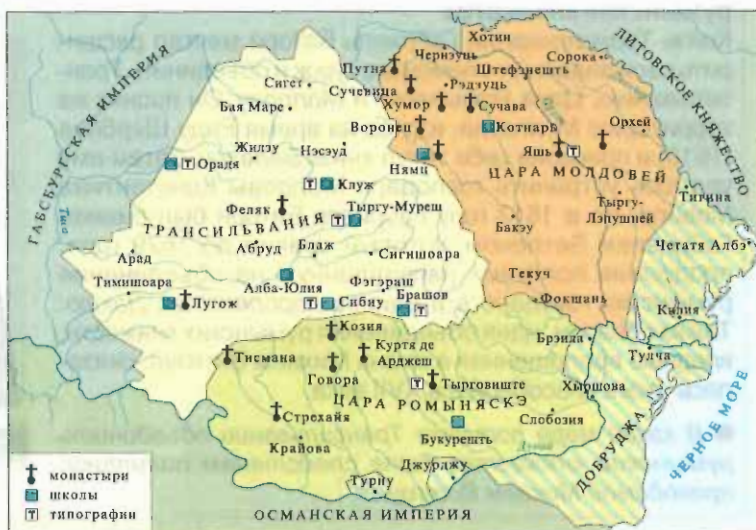 Хотин
Чернэуць
Сорока
Путна
Штефэнешть
Рэдэуць
Сучевица
Хумор
Сучава
Сигет
Бая Маре
Воронец
Котнарь
Орхей
ЛИТОВСКОЕ КНЯЖЕСТВО
ГАБСБУРГСКАЯ ИМПЕРИЯ
Жилэу
Нэсэуд
Яшь
Т
Т
Орадя
Нямц
ЦАРА МОЛДОВЕЙ
Т
Клуж
Тигина
Феляк
Т
Тыргу-Муреш
Тыргу-
Лэпушней
ТРАНСИЛЬВАНИЯ
Бакэу
Тиса
Абруд
Блаж
Сигишоара
Четатя Албэ
Арад
Тимишоара
Алба-Юлия
Фэгэраш
Текуч
Лугож
Т
Сибиу
Брашов
Т
Фокшань
Килия
Козия
Брэила
Тулча
Тисмана
Куртя де
Арджеш
Говора
Т
Тырговиште
Хыршова
ЦАРА РОМЫНЯСКЭ
Стрехайя
Слобозия
Букурешть
Крайова
ДОБРУДЖА
ЧЕРНОЕ МОРЕ
Джурджу
Турну
ОСМАНСКАЯ ИМПЕРИЯ
монастыри
школы
Т типографии